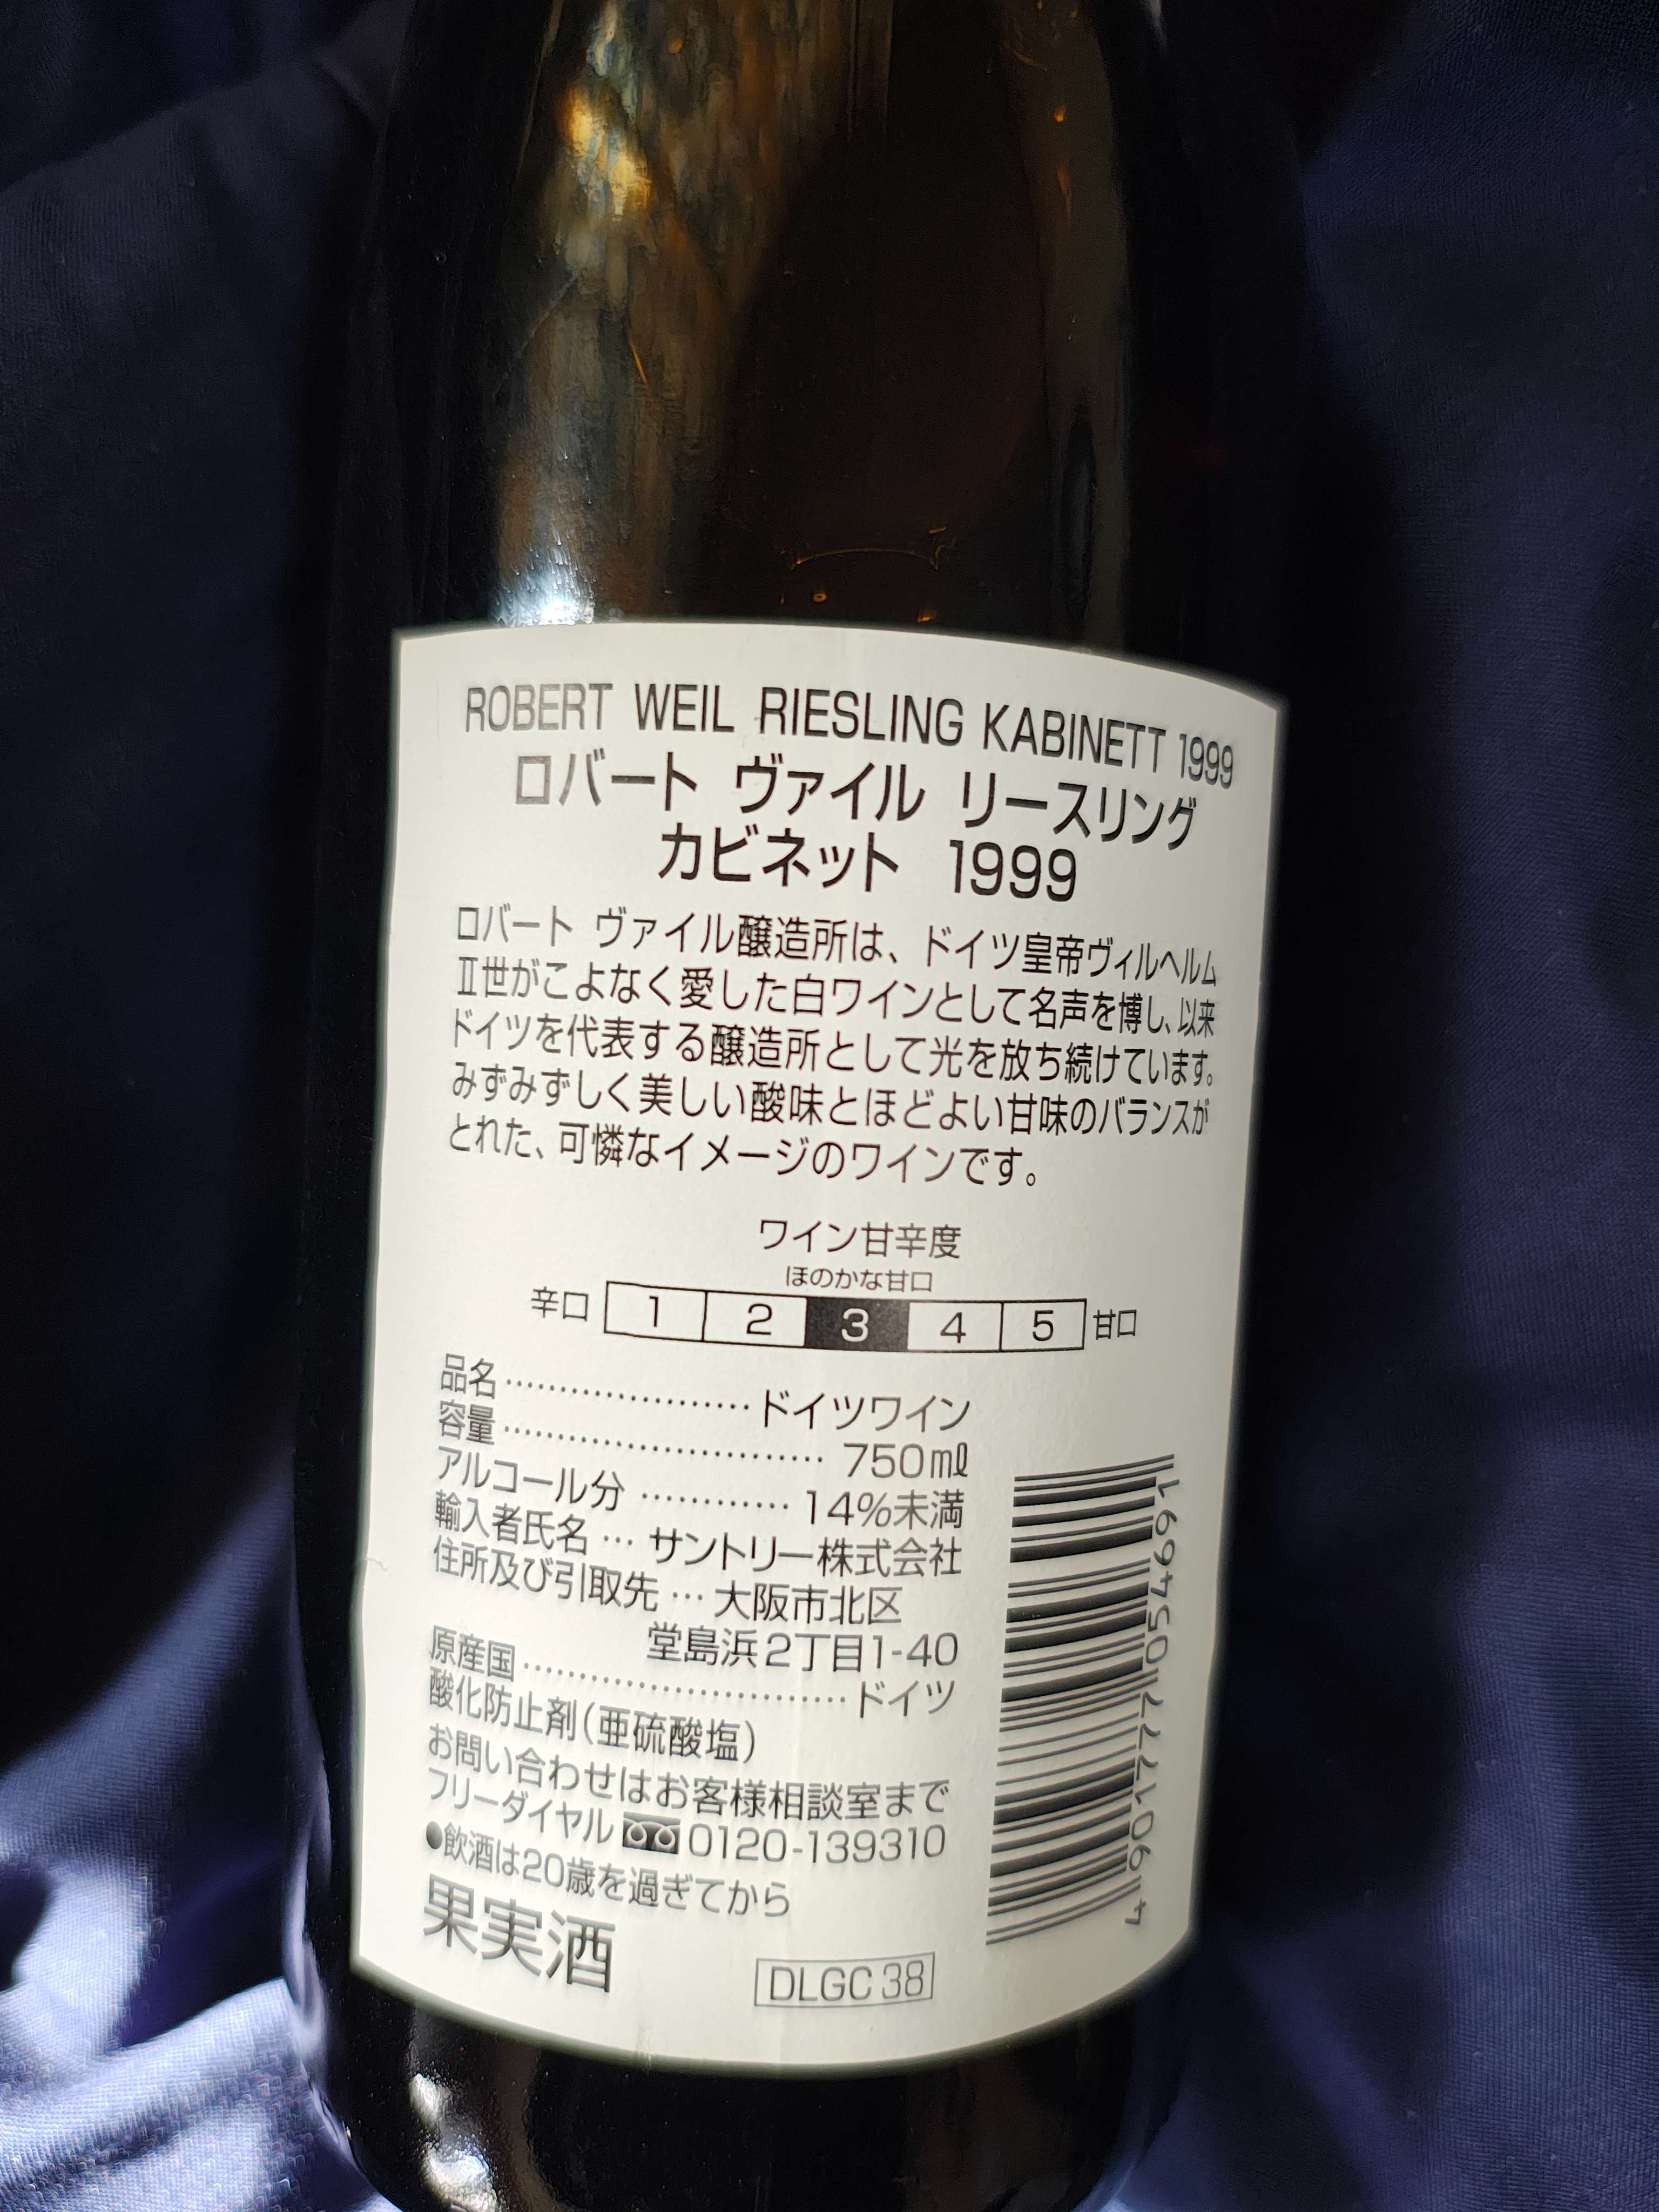 ROBERT WEIL RIESLING KABINETT 1999
ロバート ヴァイル リースリング
カビネット 1999
ロバート ヴァイル醸造所は、ドイツ皇帝ヴィルヘルム
Ⅱ世がこよなく愛した白ワインとして名声を博し、以来
ドイツを代表する醸造所として光を放ち続けています。
みずみずしく美しい酸味とほどよい甘味のバランスが
とれた、可憐なイメージのワインです。
ワイン甘辛度
ほのかな甘口
辛口 1 2 3 4 5 甘口
品名 ………………… ドイツワイン
容量 ……………………… 750㎖
アルコール分 ………… 14%未満
輸入者氏名 … サントリー株式会社
住所及び引取先 … 大阪市北区
堂島浜2丁目1-40
原産国 ……………………… ドイツ
酸化防止剤(亜硫酸塩)
お問い合わせはお客様相談室まで
フリーダイヤル 0120-139310
●飲酒は20歳を過ぎてから
果実酒
DLGC 38
4 901777 054691